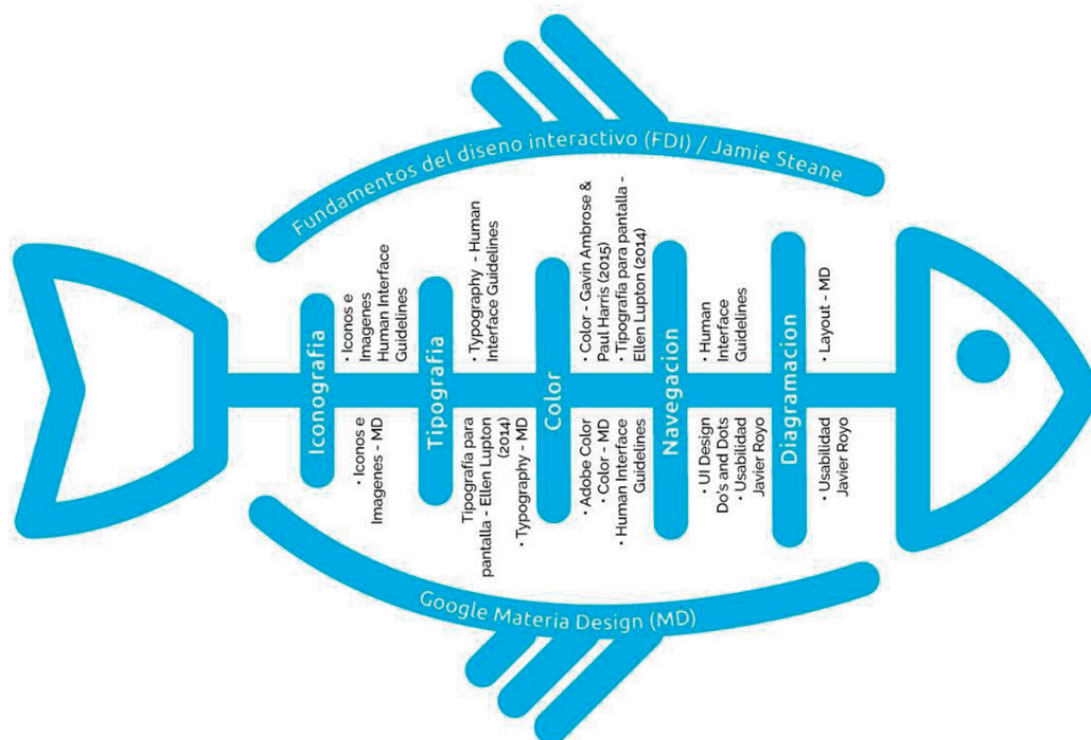 Fundamentos del diseno interactivo (FDI) / Jamie Steane
Iconografia
• Iconos e
Imagenes - MD
• Iconos e
Imagenes
Human Interface
Guidelines
Tipografia
Tipografia para
pantalla - Ellen Lupton
(2014)
• Typography - MD
• Typography - Human
Interface Guidelines
Color
• Adobe Color
• Color - MD
• Human Interface
Guidelines
• Color - Gavin Ambrose &
Paul Harris (2015)
• Tipografia para pantalla -
Ellen Lupton (2014)
Navegacion
• UI Design
Do's and Dots
• Usabilidad
Javier Royo
• Human
Interface
Guidelines
Diagramacion
• Usabilidad
Javier Royo
• Layout - MD
Google Materia Design (MD)